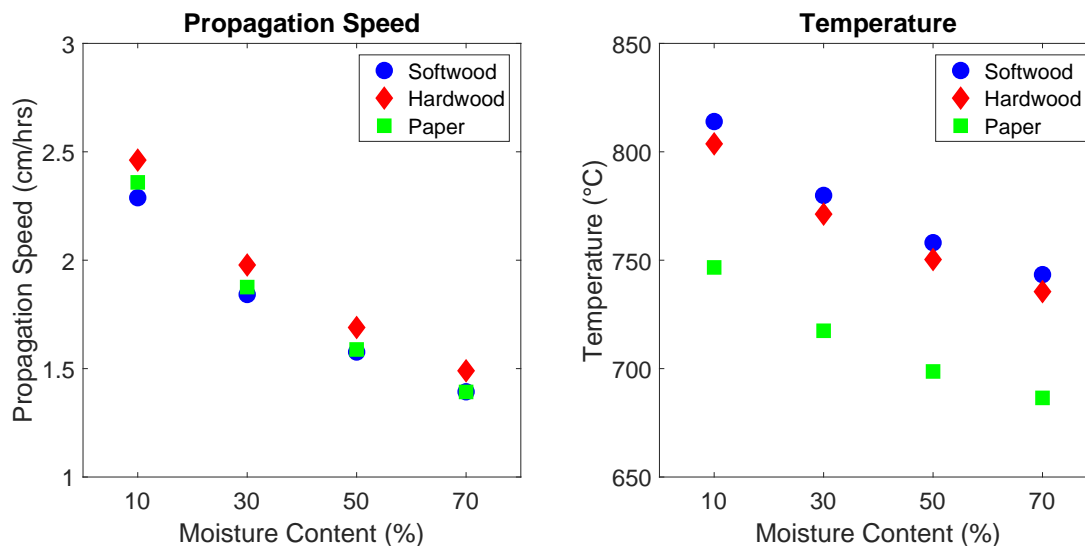 Propagation Speed
3
2.5
2
1.5
1
Propagation Speed (cm/hrs)
10 30 50 70
Moisture Content (%)
Softwood
Hardwood
Paper
Temperature
850
800
750
700
650
Temperature (°C)
10 30 50 70
Moisture Content (%)
Softwood
Hardwood
Paper